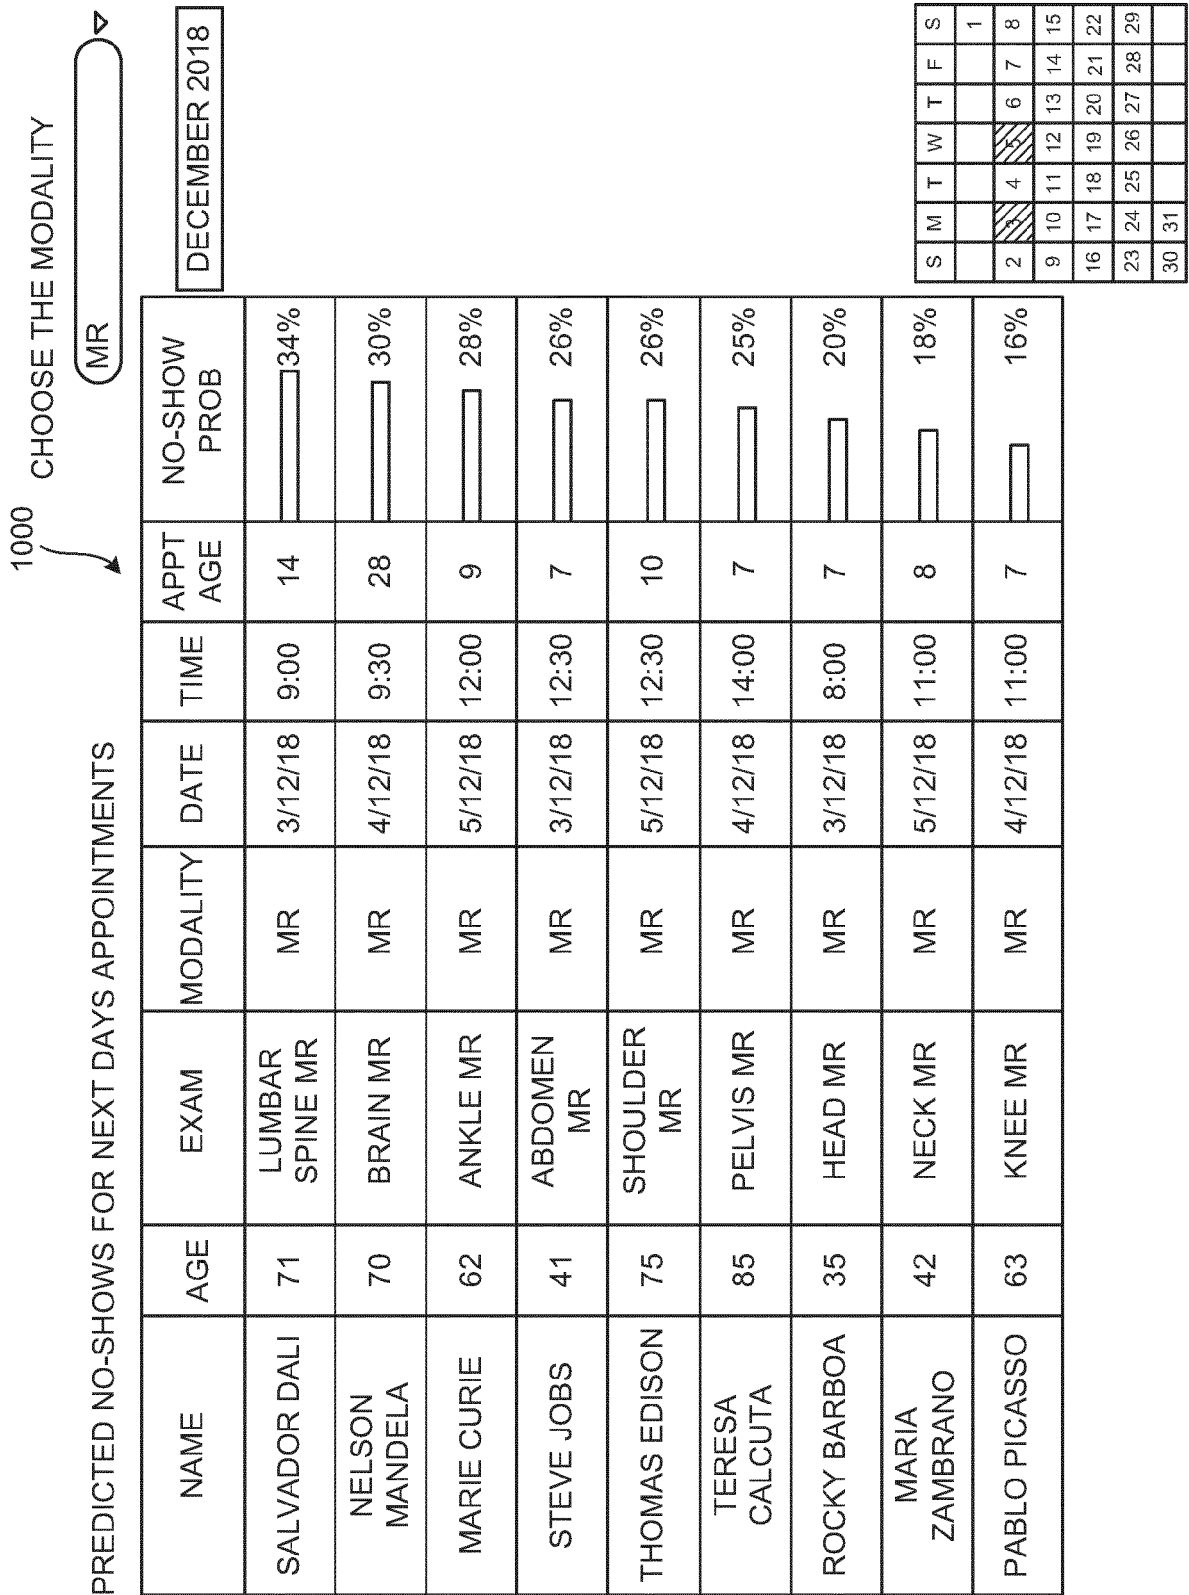 1000
CHOOSE THE MODALITY
MR
PREDICTED NO-SHOWS FOR NEXT DAYS APPOINTMENTS
DECEMBER 2018
NAME AGE EXAM MODALITY DATE TIME APPT AGE NO-SHOW PROB
SALVADOR DALI 71 LUMBAR SPINE MR MR 3/12/18 9:00 14 34%
NELSON MANDELA 70 BRAIN MR MR 4/12/18 9:30 28 30%
MARIE CURIE 62 ANKLE MR MR 5/12/18 12:00 9 28%
STEVE JOBS 41 ABDOMEN MR MR 3/12/18 12:30 7 26%
THOMAS EDISON 75 SHOULDER MR MR 5/12/18 12:30 10 26%
TERESA CALCUTA 85 PELVIS MR MR 4/12/18 14:00 7 25%
ROCKY BARBOA 35 HEAD MR MR 3/12/18 8:00 7 20%
MARIA ZAMBRANO 42 NECK MR MR 5/12/18 11:00 8 18%
PABLO PICASSO 63 KNEE MR MR 4/12/18 11:00 7 16%
S M T W T F S
1
2 3 4 5 6 7 8
9 10 11 12 13 14 15
16 17 18 19 20 21 22
23 24 25 26 27 28 29
30 31